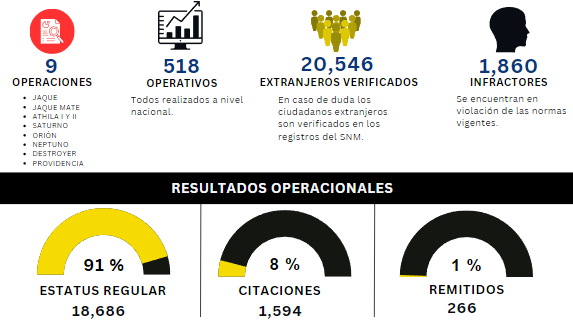 9
OPERACIONES
JAQUE
JAQUE MATE
ATHILA I Y II
SATURNO
ORIÓN
NEPTUNO
DESTROYER
PROVIDENCIA
518
OPERATIVOS
Todos realizados a nivel
nacional.
20,546
EXTRANJEROS VERIFICADOS
En caso de duda los
ciudadanos extranjeros
son verificados en los
registros del SNM.
1,860
INFRACTORES
Se encuentran en
violación de las normas
vigentes.
RESULTADOS OPERACIONALES
91 %
ESTATUS REGULAR
18,686
8 %
CITACIONES
1,594
1 %
REMITIDOS
266